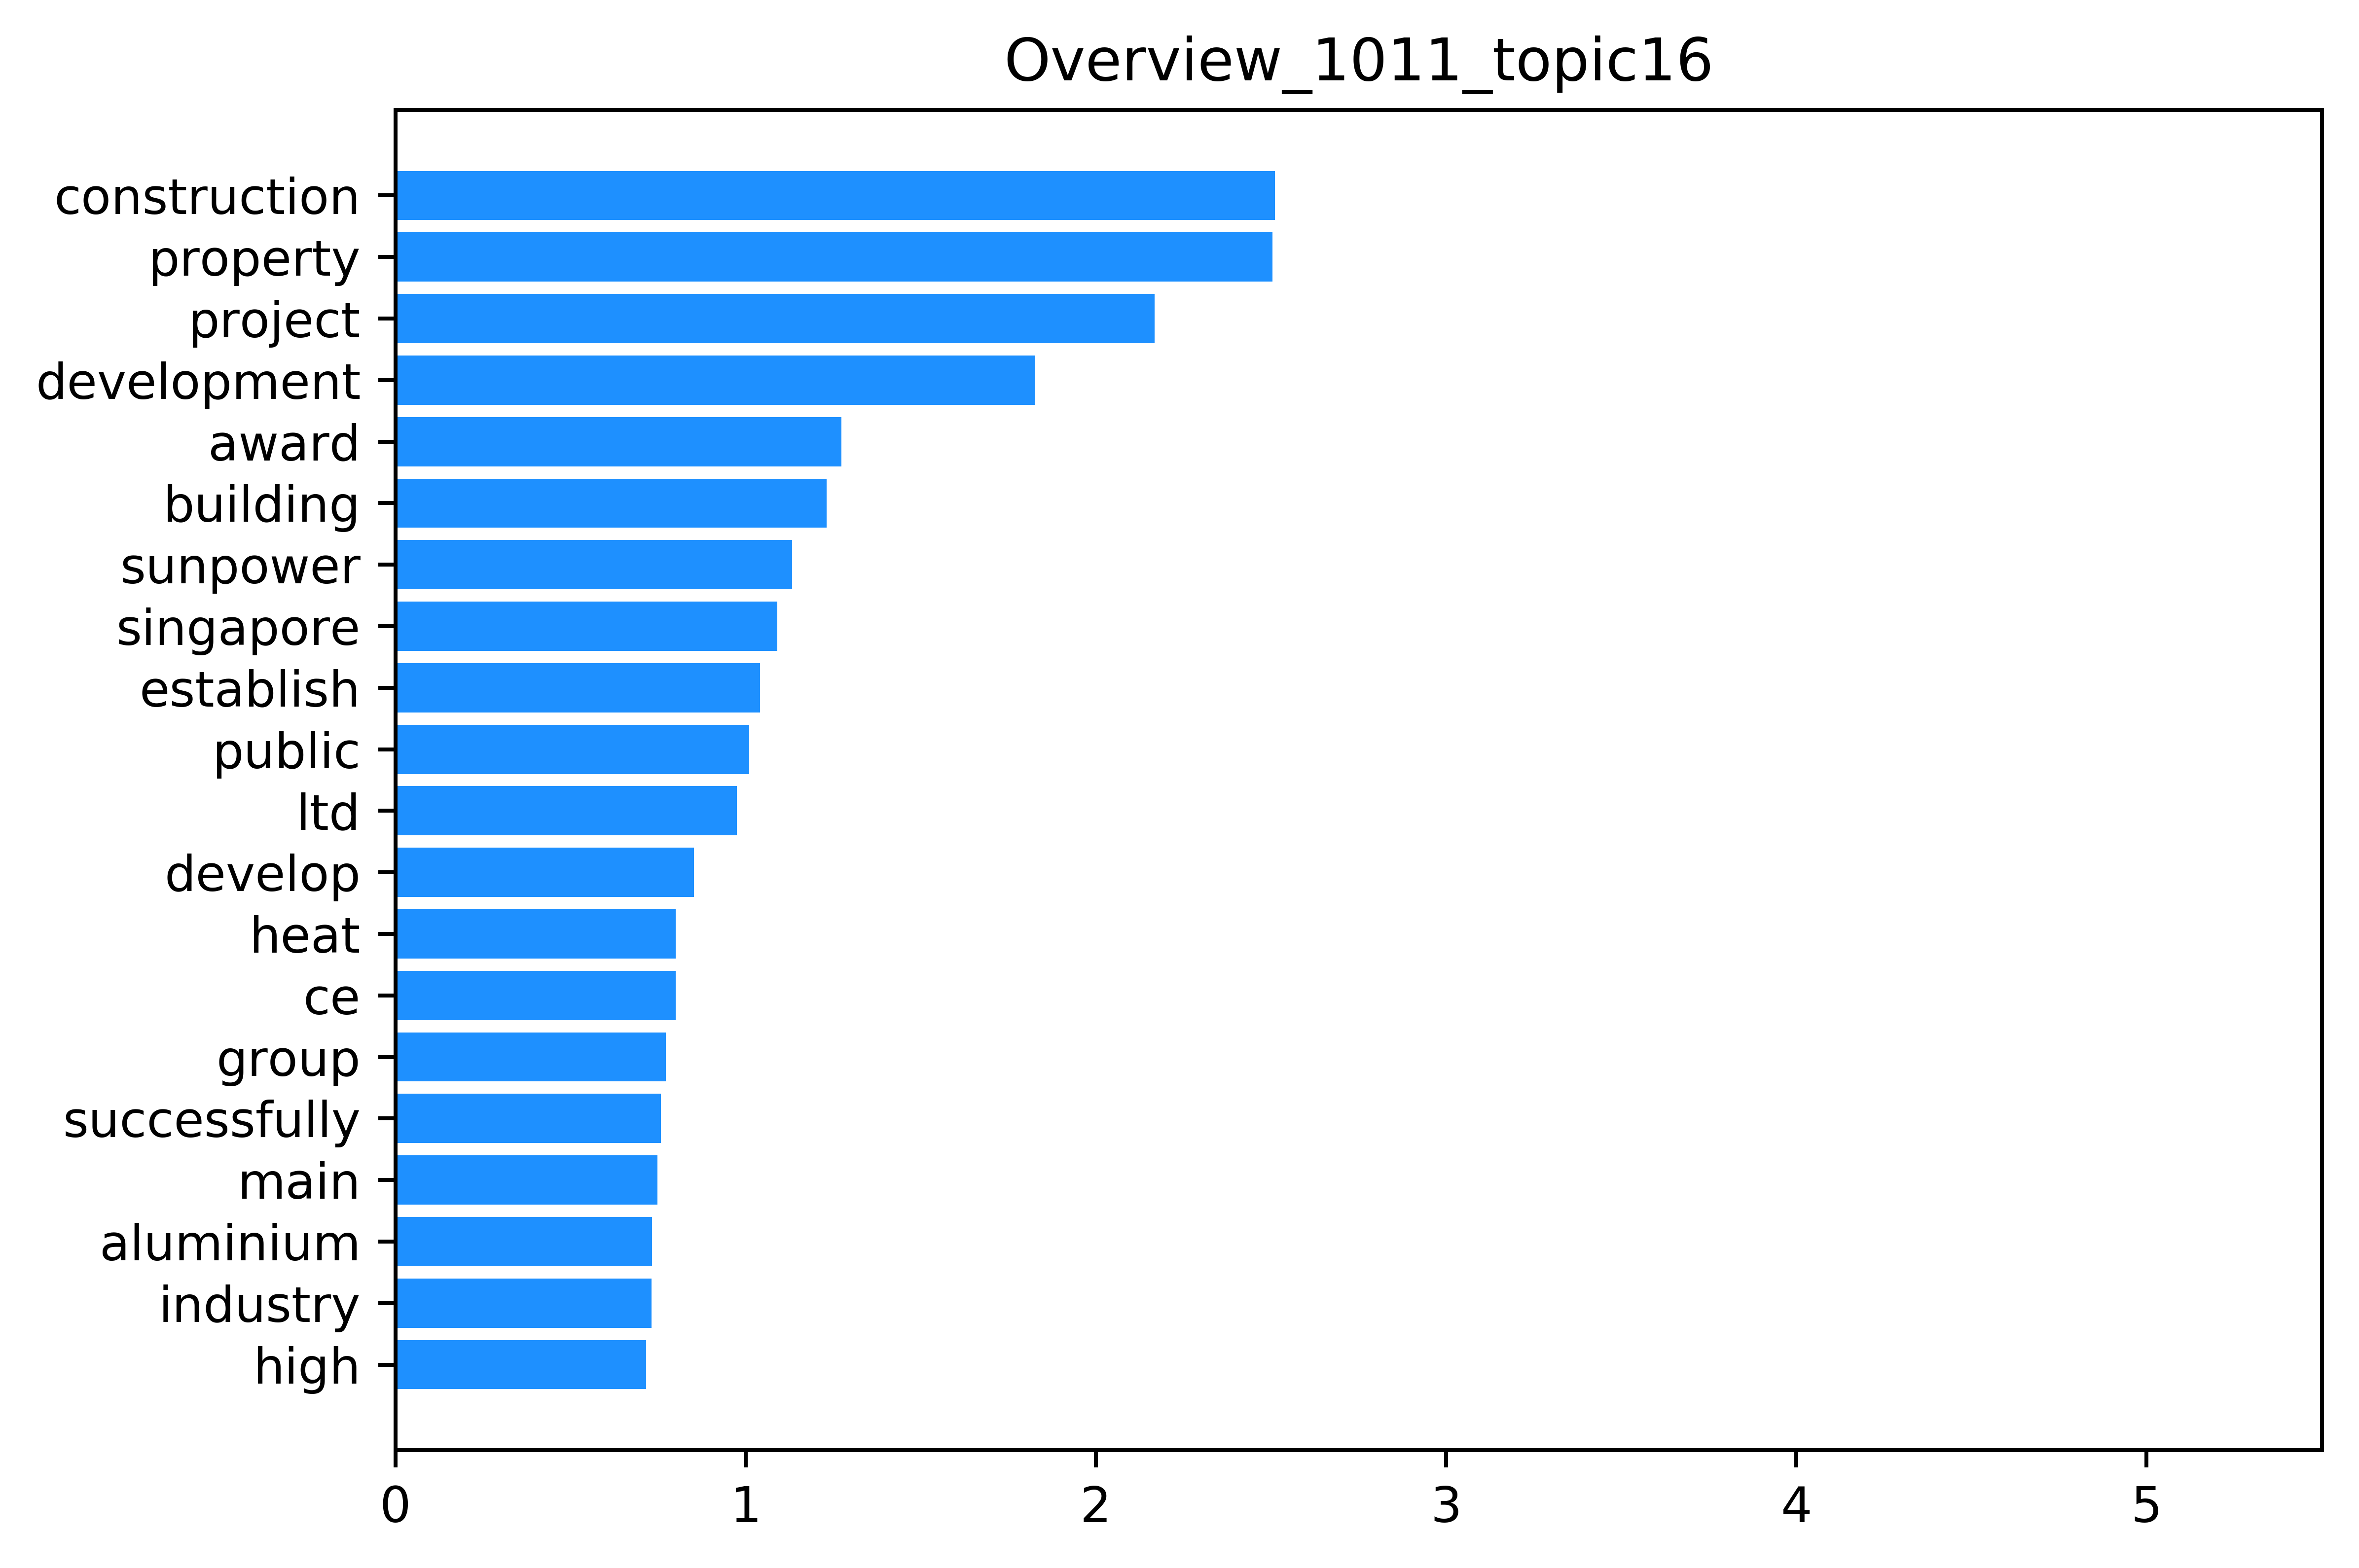 Overview_1011_topic16
construction
property
project
development
award
building
sunpower
singapore
establish
public
ltd
develop
heat
ce
group
successfully
main
aluminium
industry
high
0 1 2 3 4 5